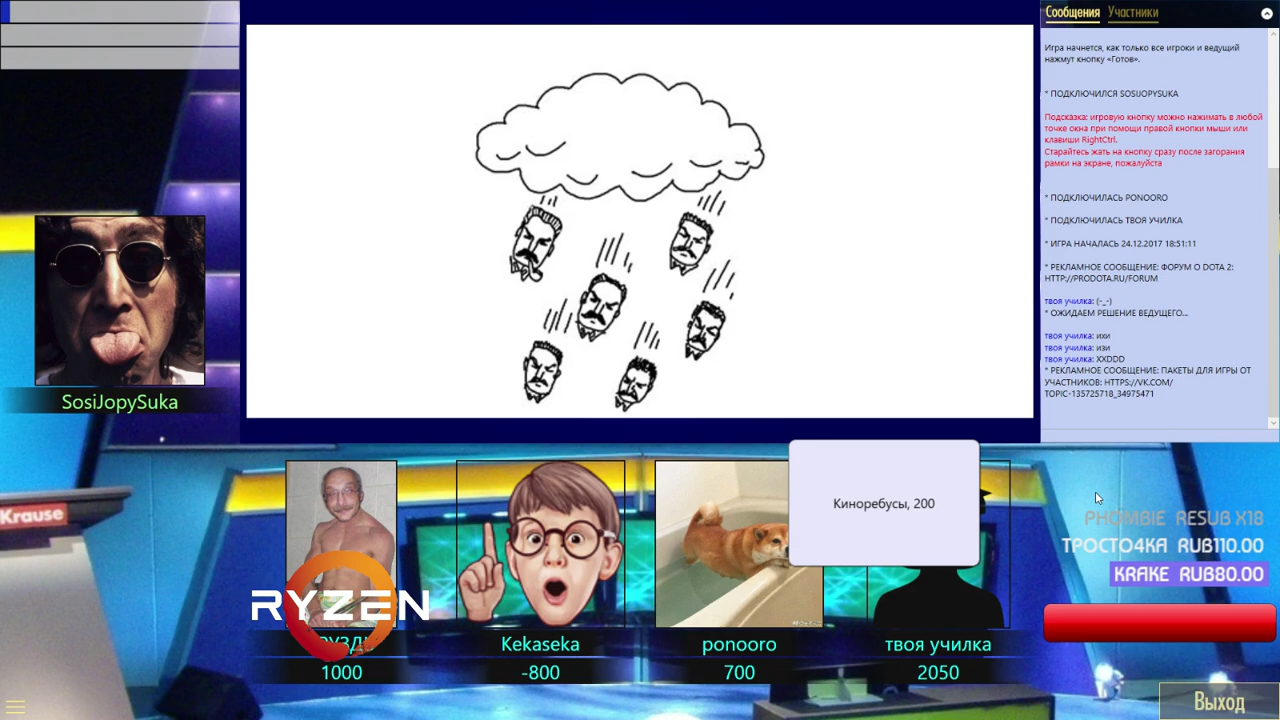 Сообщения Участники
Игра начнется, как только все игроки и ведущий
нажмут кнопку «Готов».
* ПОДКЛЮЧИЛСЯ SOSIJOPYSUKA
Подсказка: игровую кнопку можно нажимать в любой
точке окна при помощи правой кнопки мыши или
клавиши RightCtrl.
Старайтесь жать на кнопку сразу после загорания
рамки на экране, пожалуйста
* ПОДКЛЮЧИЛАСЬ PONOORO
* ПОДКЛЮЧИЛАСЬ ТВОЯ УЧИЛКА
* ИГРА НАЧАЛАСЬ 24.12.2017 18:51:11
* РЕКЛАМНОЕ СООБЩЕНИЕ: ФОРУМ О DOTA 2:
HTTP://PRODOTA.RU/FORUM
твоя училка: (-_-)
* ОЖИДАЕМ РЕШЕНИЕ ВЕДУЩЕГО...
твоя училка: ихи
твоя училка: изи
твоя училка: XXDDD
* РЕКЛАМНОЕ СООБЩЕНИЕ: ПАКЕТЫ ДЛЯ ИГРЫ ОТ
УЧАСТНИКОВ: HTTPS://VK.COM/
TOPIC-135725718_34975471
SosiJopySuka
Киноребусы, 200
Krause
PHOMBIE RESUB X18
ТРОСТО4КА RUB110.00
KRAKE RUB80.00
RYZEN
Kekaseka
ponooro
твоя училка
1000
-800
700
2050
Выход